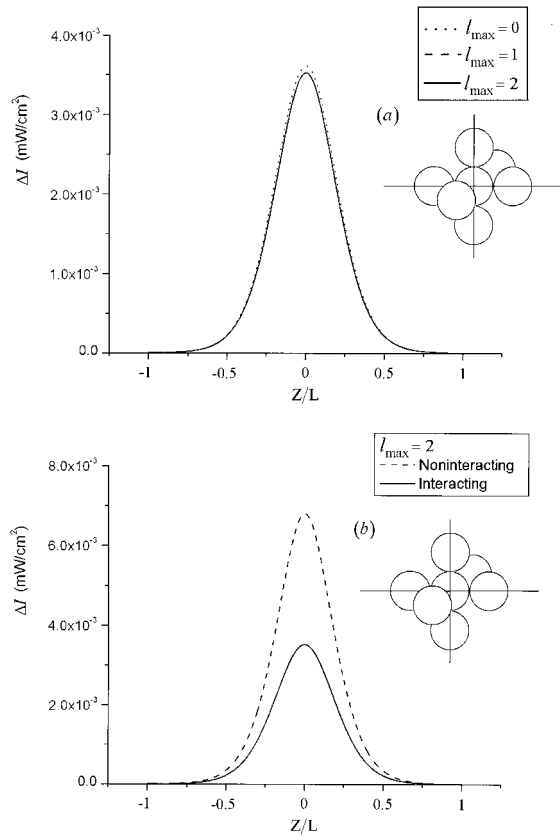 l_max = 0
l_max = 1
l_max = 2
(a)
4.0x10⁻³
3.0x10⁻³
2.0x10⁻³
1.0x10⁻³
0.0
ΔI (mW/cm²)
-1 -0.5 0 0.5 1
Z/L
l_max = 2
Noninteracting
Interacting
(b)
8.0x10⁻³
6.0x10⁻³
4.0x10⁻³
2.0x10⁻³
0.0
ΔI (mW/cm²)
-1 -0.5 0 0.5 1
Z/L